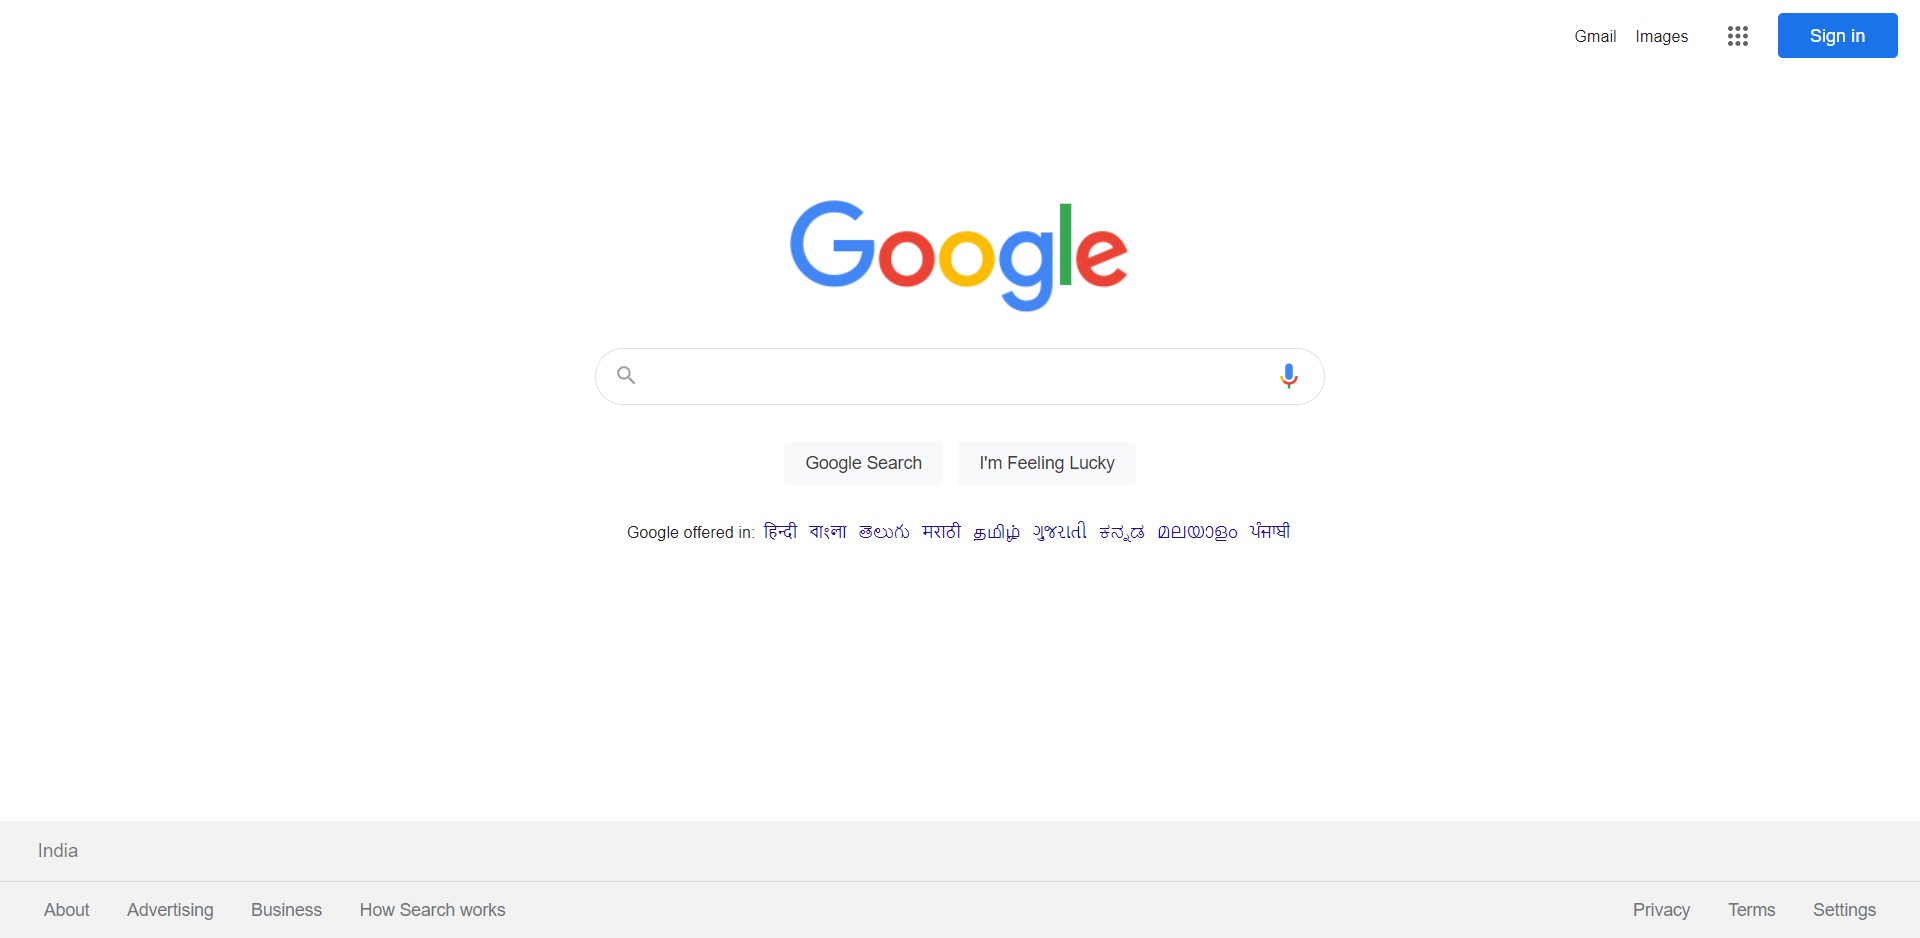 Gmail Images Sign in
Google
Google Search I'm Feeling Lucky
Google offered in: हिन्दी বাংলা తెలుగు मराठी தமிழ் ગુજરાતી ಕನ್ನಡ മലയാളം ਪੰਜਾਬੀ
India
About Advertising Business How Search works Privacy Terms Settings